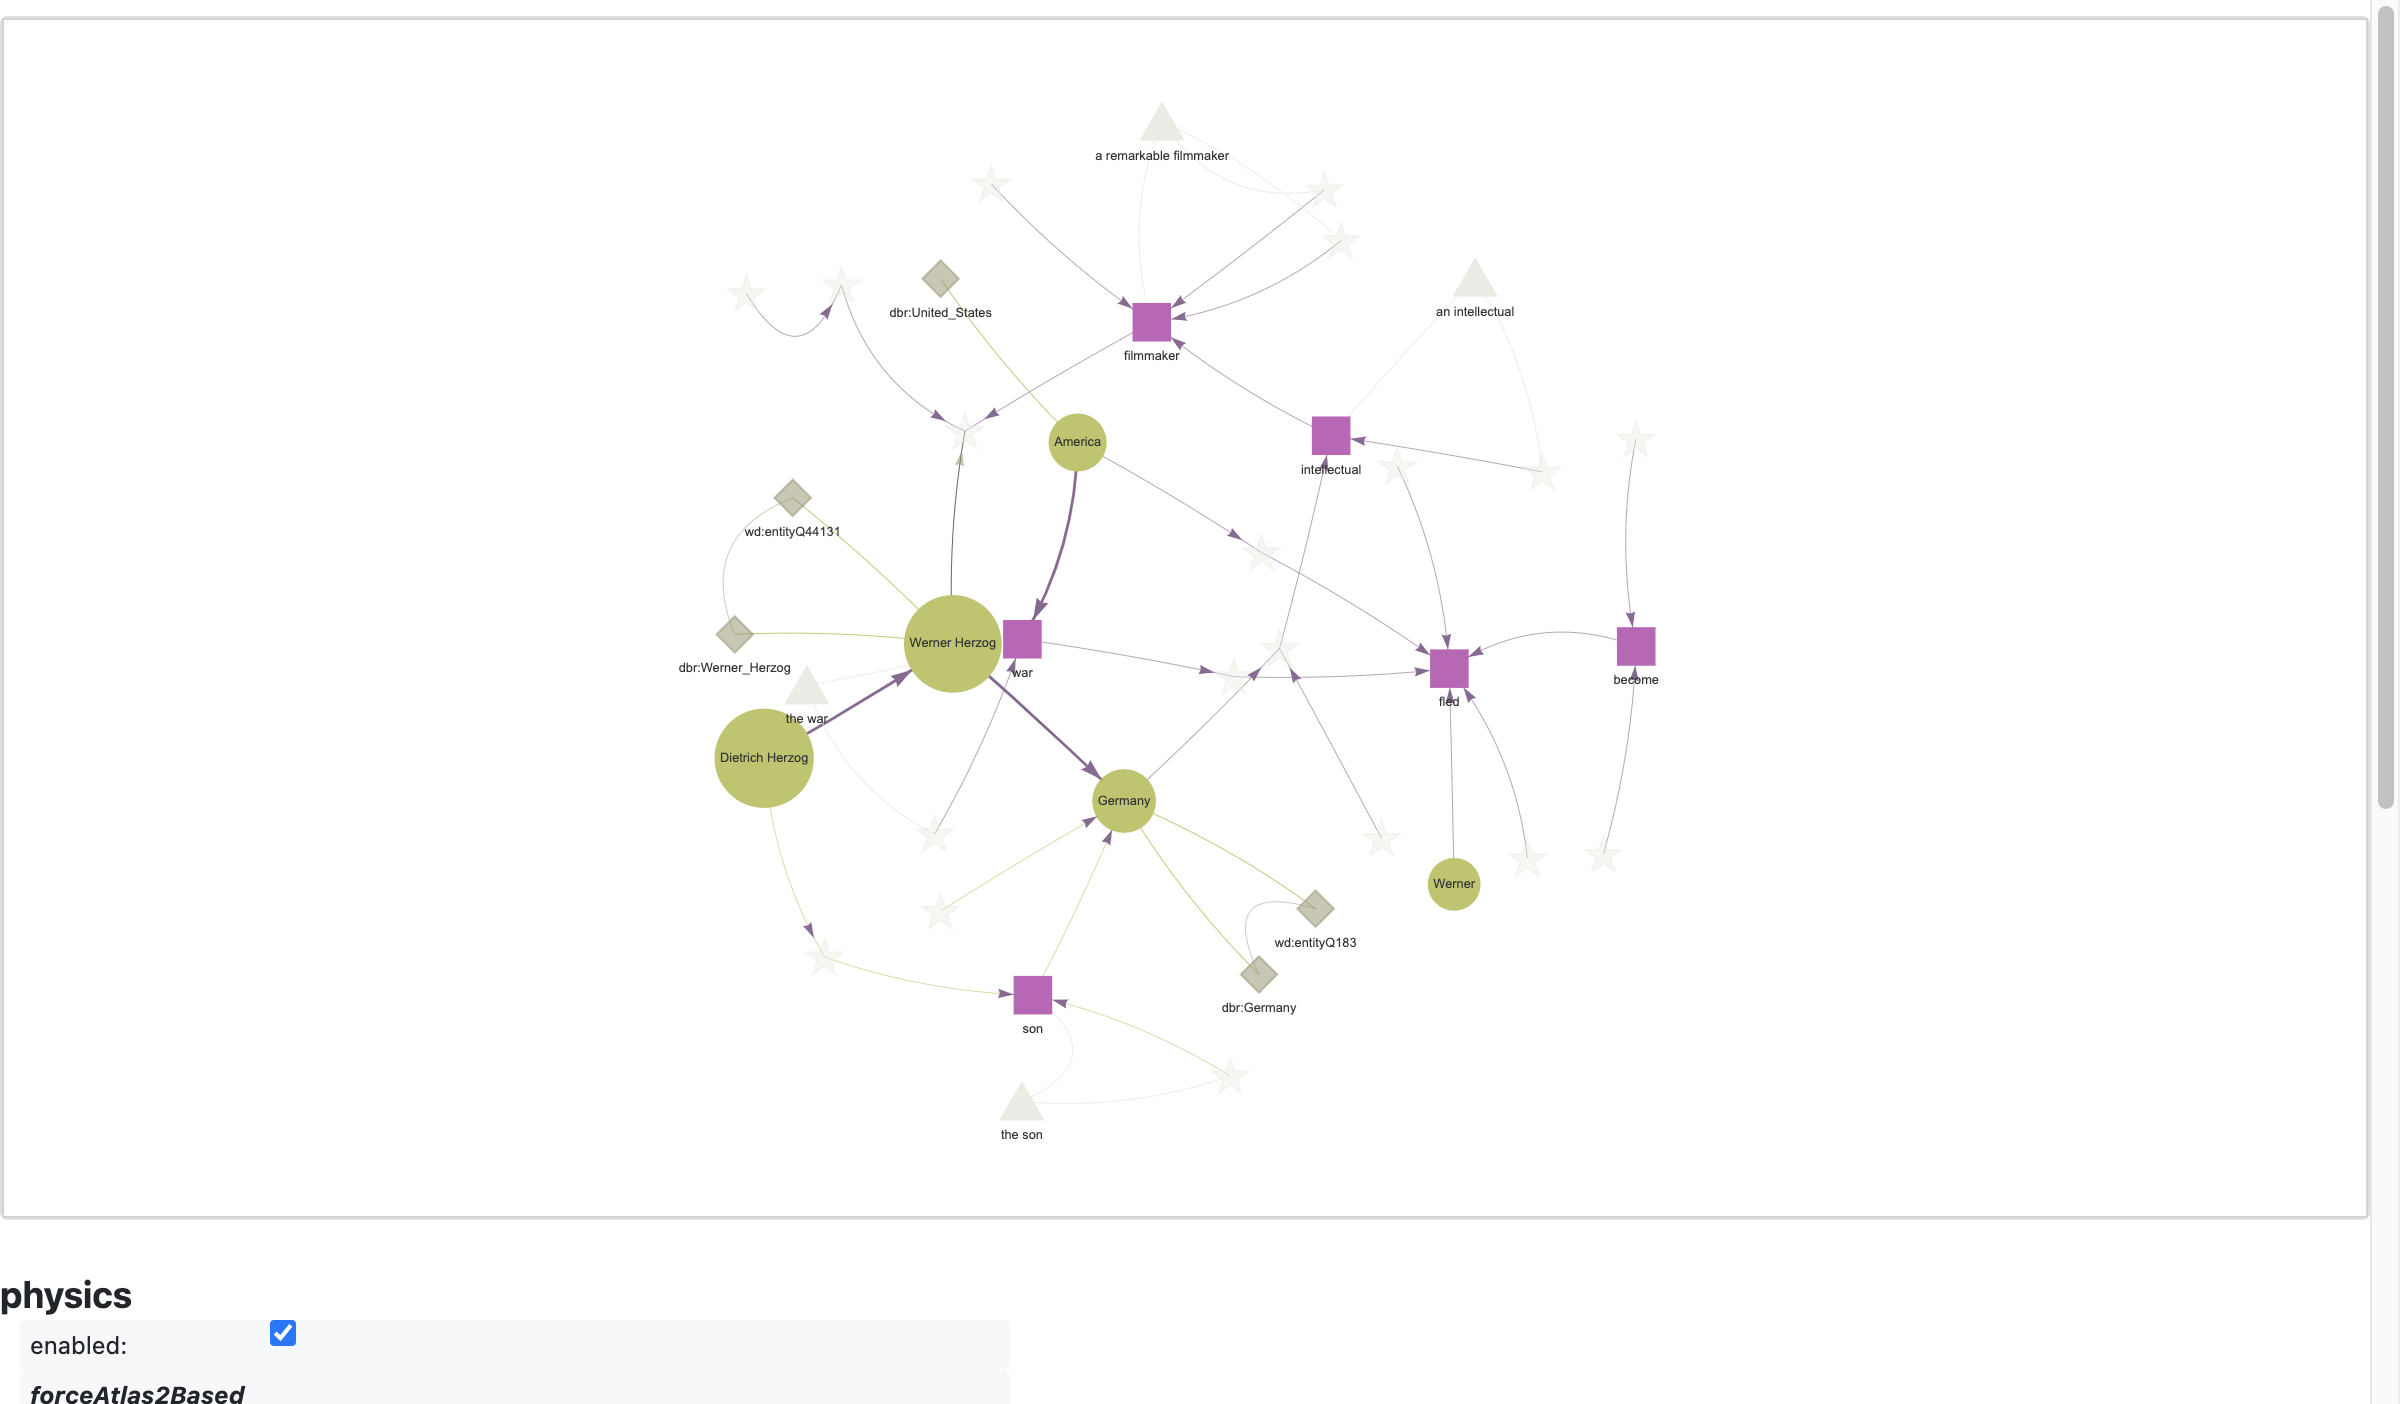 a remarkable filmmaker
dbr:United_States
an intellectual
filmmaker
America
intellectual
wd:entityQ44131
Werner Herzog
dbr:Werner_Herzog
war
become
fled
the war
Dietrich Herzog
Germany
Werner
wd:entityQ183
dbr:Germany
son
the son
physics
enabled:
forceAtlas2Based